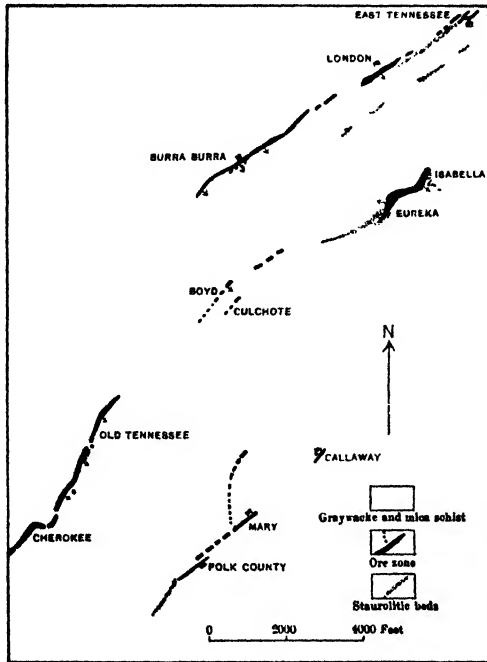 EAST TENNESSEE
LONDON
BURRA BURRA
ISABELLA
EUREKA
BOYD
CULCHOTE
N
OLD TENNESSEE
CALLAWAY
Graywacke and mica schist
MARY
CHEROKEE
Ore zone
POLK COUNTY
Staurolitic beds
0 2000 4000 Feet